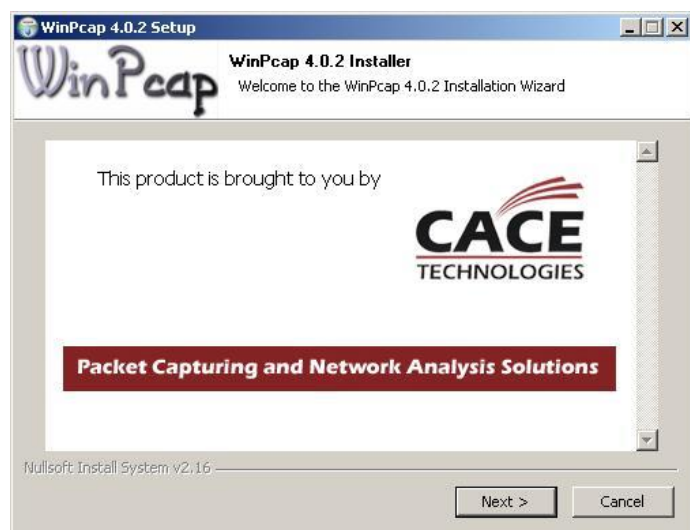 WinPcap 4.0.2 Setup
WinPcap
WinPcap 4.0.2 Installer
Welcome to the WinPcap 4.0.2 Installation Wizard
This product is brought to you by
CACE
TECHNOLOGIES
Packet Capturing and Network Analysis Solutions
Nullsoft Install System v2.16
Next >
Cancel